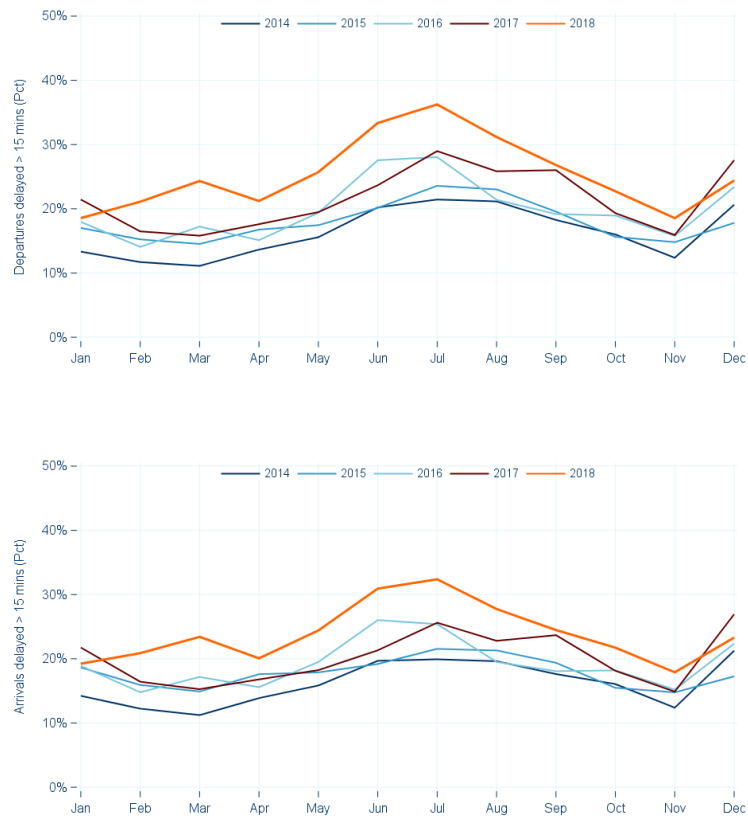 50%
2014 2015 2016 2017 2018
40%
30%
20%
10%
0%
Departures delayed > 15 mins (Pct)
Jan Feb Mar Apr May Jun Jul Aug Sep Oct Nov Dec
50%
2014 2015 2016 2017 2018
40%
30%
20%
10%
0%
Arrivals delayed > 15 mins (Pct)
Jan Feb Mar Apr May Jun Jul Aug Sep Oct Nov Dec